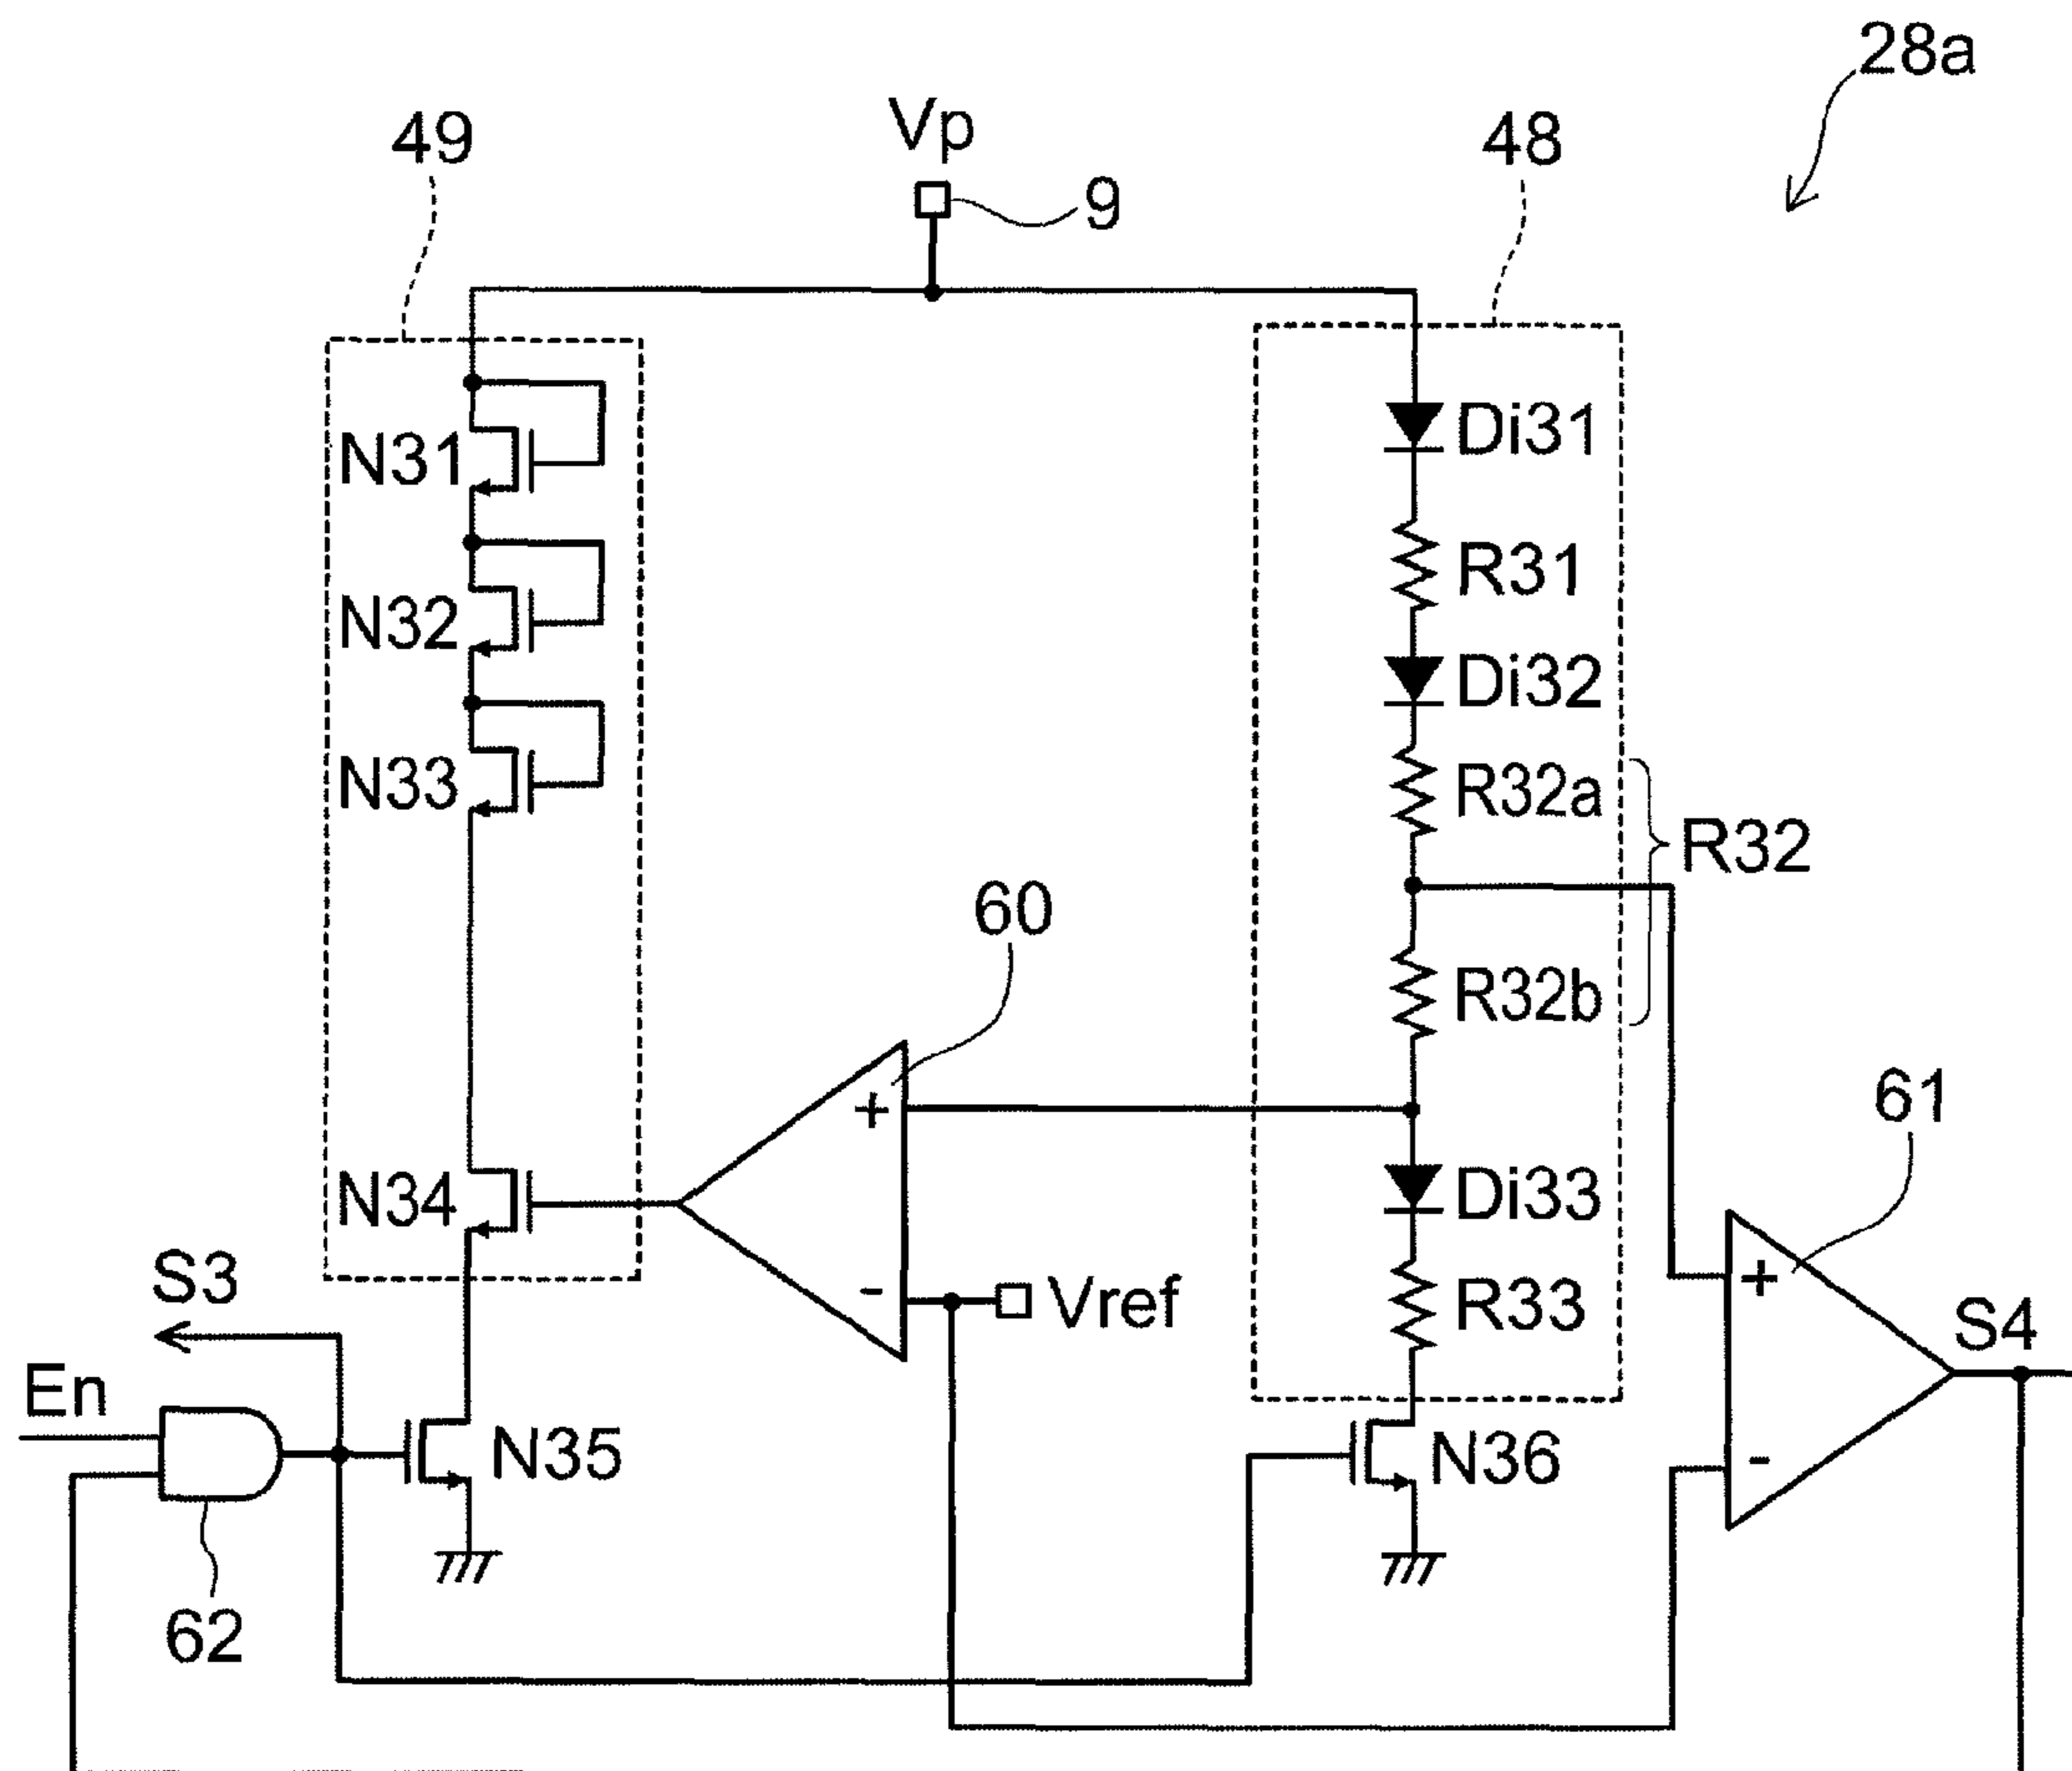 28a
Vp
49
48
9
N31
Di31
R31
N32
Di32
N33
R32a
R32
60
R32b
+
61
N34
Di33
+
S3
-
Vref
R33
S4
En
N35
N36
-
62